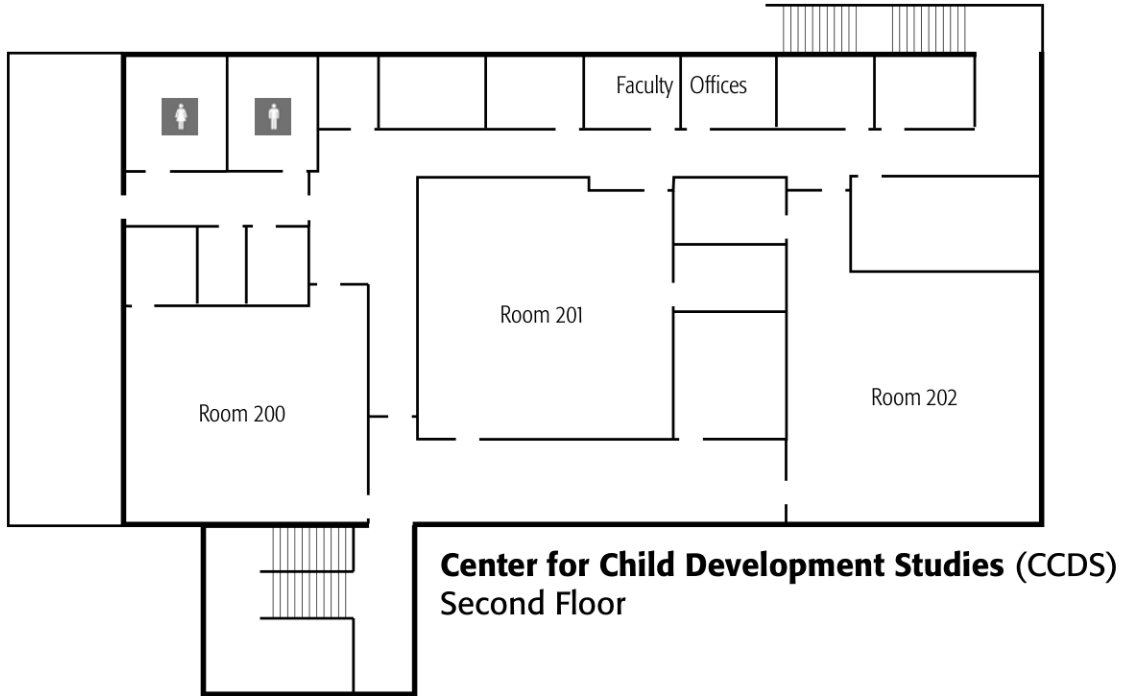 Faculty Offices
Room 201
Room 202
Room 200
Center for Child Development Studies (CCDS)
Second Floor